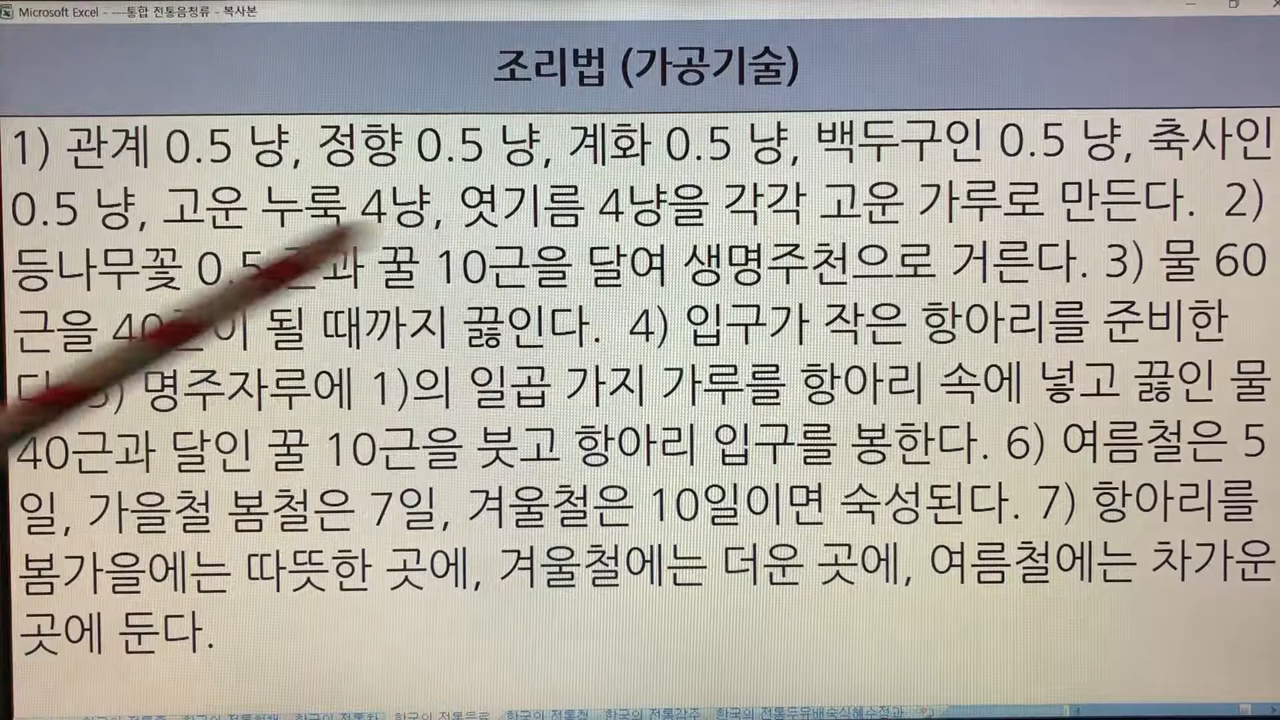 Microsoft Excel - ----통합 전통음청류 - 복사본
조리법 (가공기술)
1) 관계 0.5 냥, 정향 0.5 냥, 계화 0.5 냥, 백두구인 0.5 냥, 축사인
0.5 냥, 고운 누룩 4냥, 엿기름 4냥을 각각 고운 가루로 만든다. 2)
등나무꽃 0.5 근과 꿀 10근을 달여 생명주천으로 거른다. 3) 물 60
근을 40근이 될 때까지 끓인다. 4) 입구가 작은 항아리를 준비한
다. 5) 명주자루에 1)의 일곱 가지 가루를 항아리 속에 넣고 끓인 물
40근과 달인 꿀 10근을 붓고 항아리 입구를 봉한다. 6) 여름철은 5
일, 가을철 봄철은 7일, 겨울철은 10일이면 숙성된다. 7) 항아리를
봄가을에는 따뜻한 곳에, 겨울철에는 더운 곳에, 여름철에는 차가운
곳에 둔다.